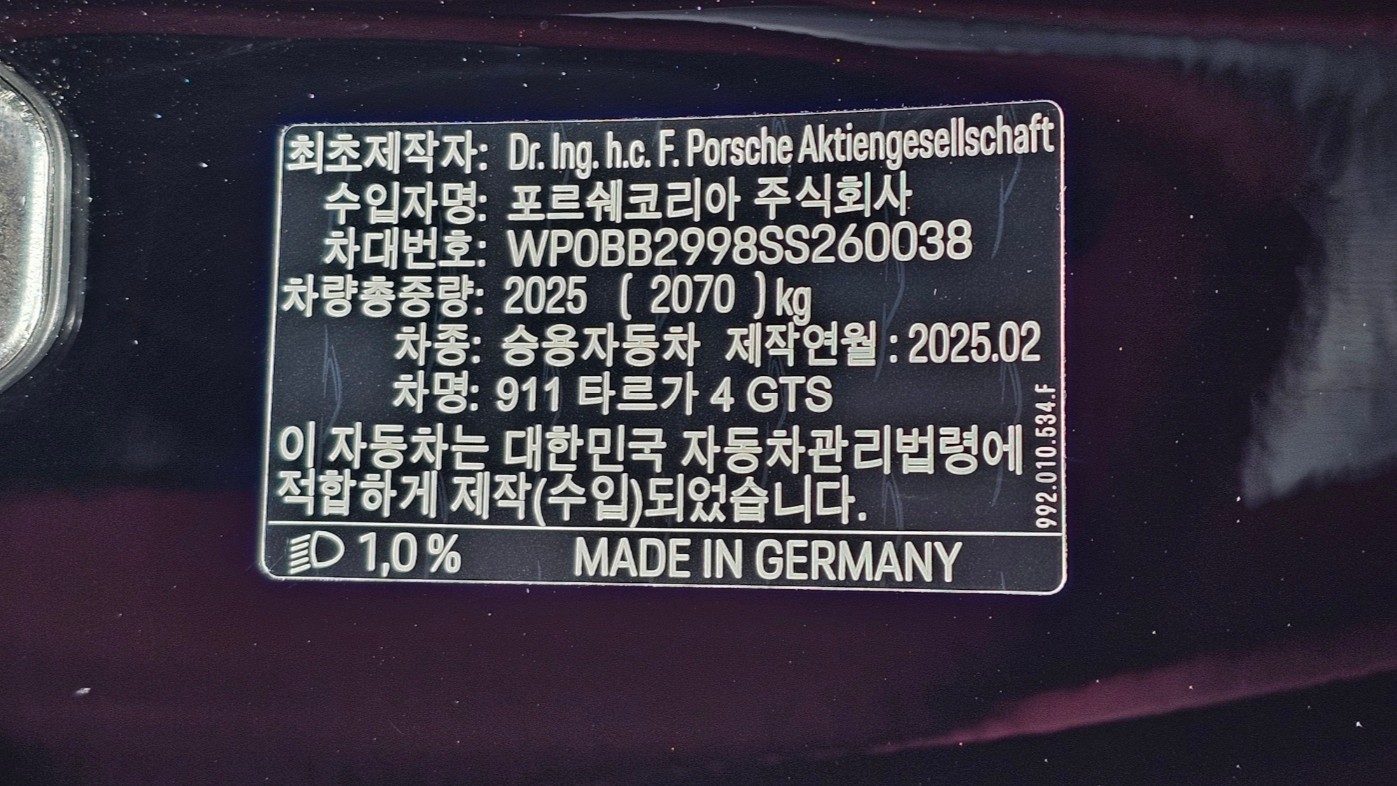 최초제작자: Dr. Ing. h.c. F. Porsche Aktiengesellschaft
수입자명: 포르쉐코리아 주식회사
차대번호: WP0BB2998SS260038
차량총중량: 2025 ( 2070 ) kg
차종: 승용자동차 제작연월 : 2025.02
차명: 911 타르가 4 GTS
이 자동차는 대한민국 자동차관리법령에
적합하게 제작(수입)되었습니다.
992.010.534.F
1,0 % MADE IN GERMANY